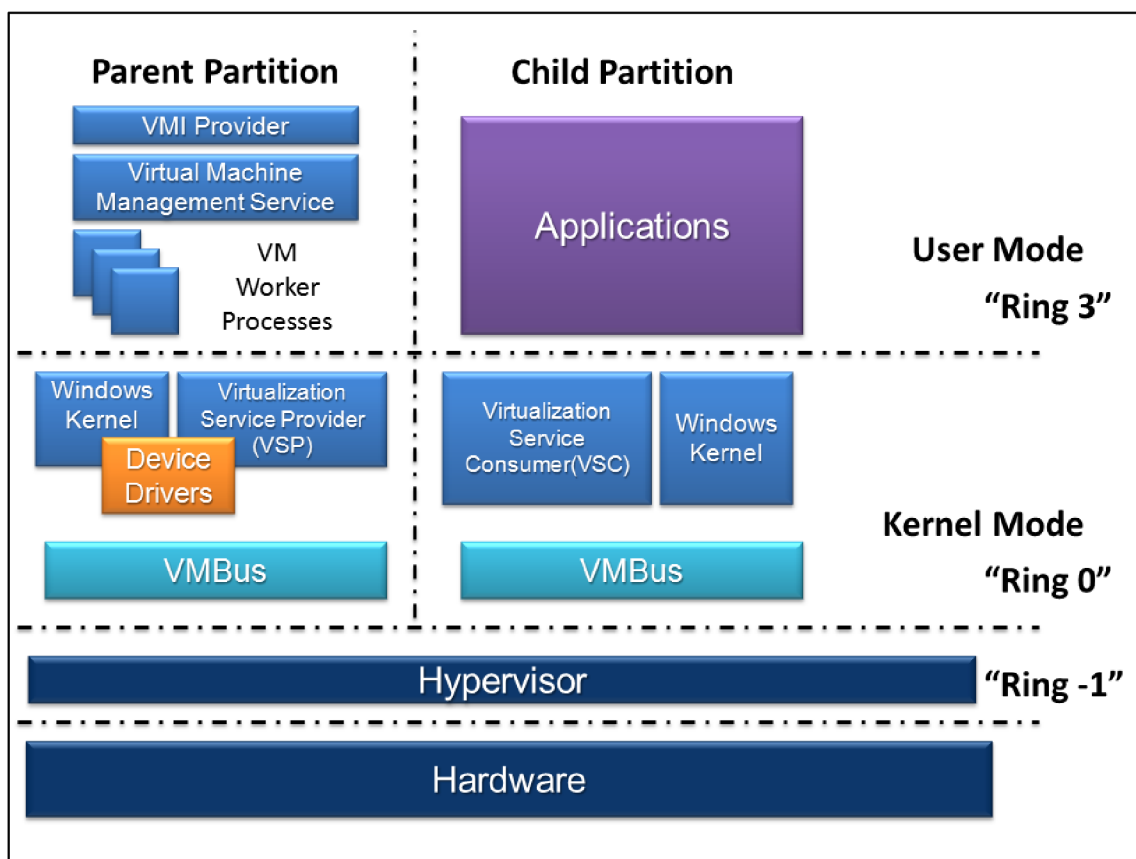 Parent Partition
Child Partition
VMI Provider
Virtual Machine
Management Service
VM
Worker
Processes
Applications
User Mode
“Ring 3”
Windows
Kernel
Virtualization
Service Provider
(VSP)
Device
Drivers
VMBus
Virtualization
Service
Consumer(VSC)
Windows
Kernel
VMBus
Kernel Mode
“Ring 0”
Hypervisor
“Ring -1”
Hardware